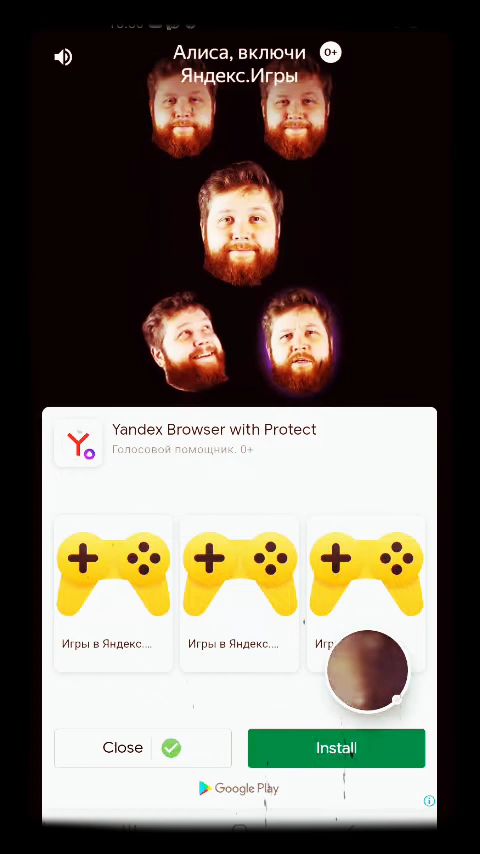 Алиса, включи
0+
Яндекс.Игры
Yandex Browser with Protect
Голосовой помощник. 0+
Игры в Яндекс....
Игры в Яндекс....
Игр
Close
Install
Google Play